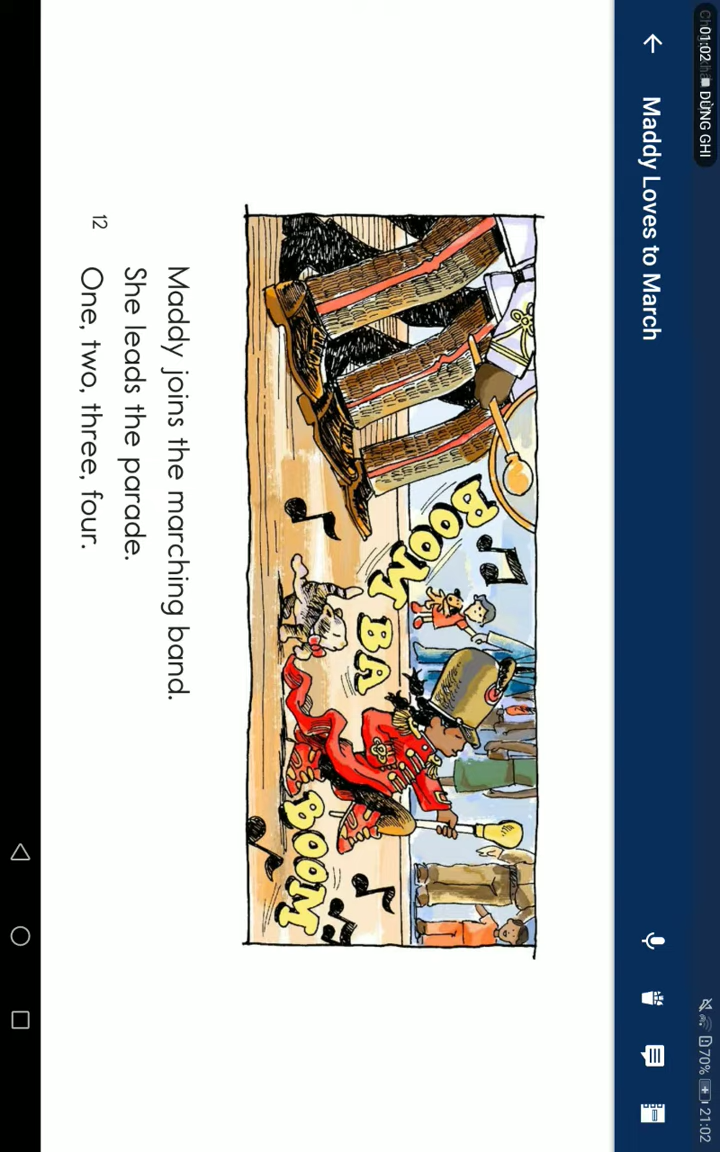 01:02 ■ DỪNG GHI
70% 21:02
Maddy Loves to March
BOOM BA BOOM
Maddy joins the marching band.
She leads the parade.
One, two, three, four.
12